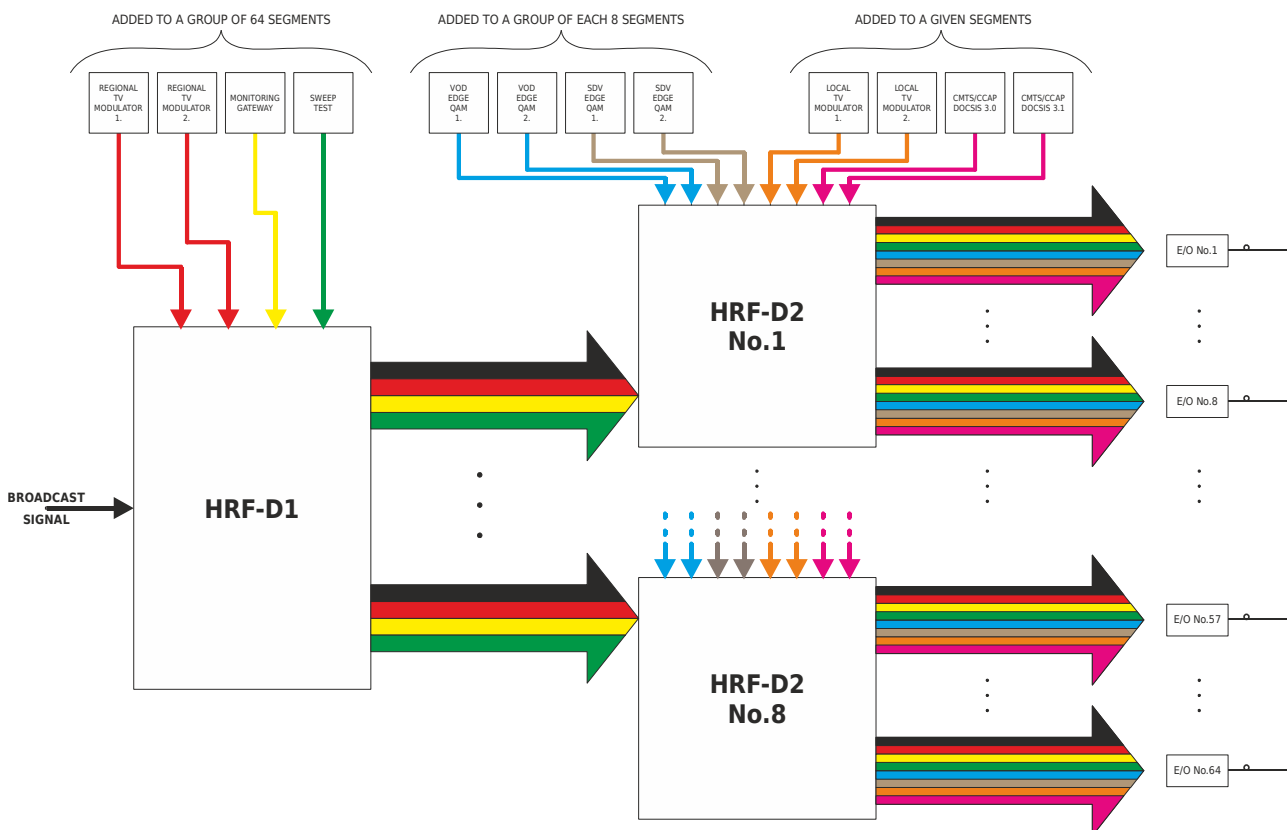 ADDED TO A GROUP OF 64 SEGMENTS
ADDED TO A GROUP OF EACH 8 SEGMENTS
ADDED TO A GIVEN SEGMENTS
REGIONAL
TV
MODULATOR
1.
REGIONAL
TV
MODULATOR
2.
MONITORING
GATEWAY
SWEEP
TEST
VOD
EDGE
QAM
1.
VOD
EDGE
QAM
2.
SDV
EDGE
QAM
1.
SDV
EDGE
QAM
2.
LOCAL
TV
MODULATOR
1.
LOCAL
TV
MODULATOR
2.
CMTS/CCAP
DOCSIS 3.0
CMTS/CCAP
DOCSIS 3.1
BROADCAST
SIGNAL
HRF-D1
HRF-D2
No.1
HRF-D2
No.8
E/O No.1
E/O No.8
E/O No.57
E/O No.64